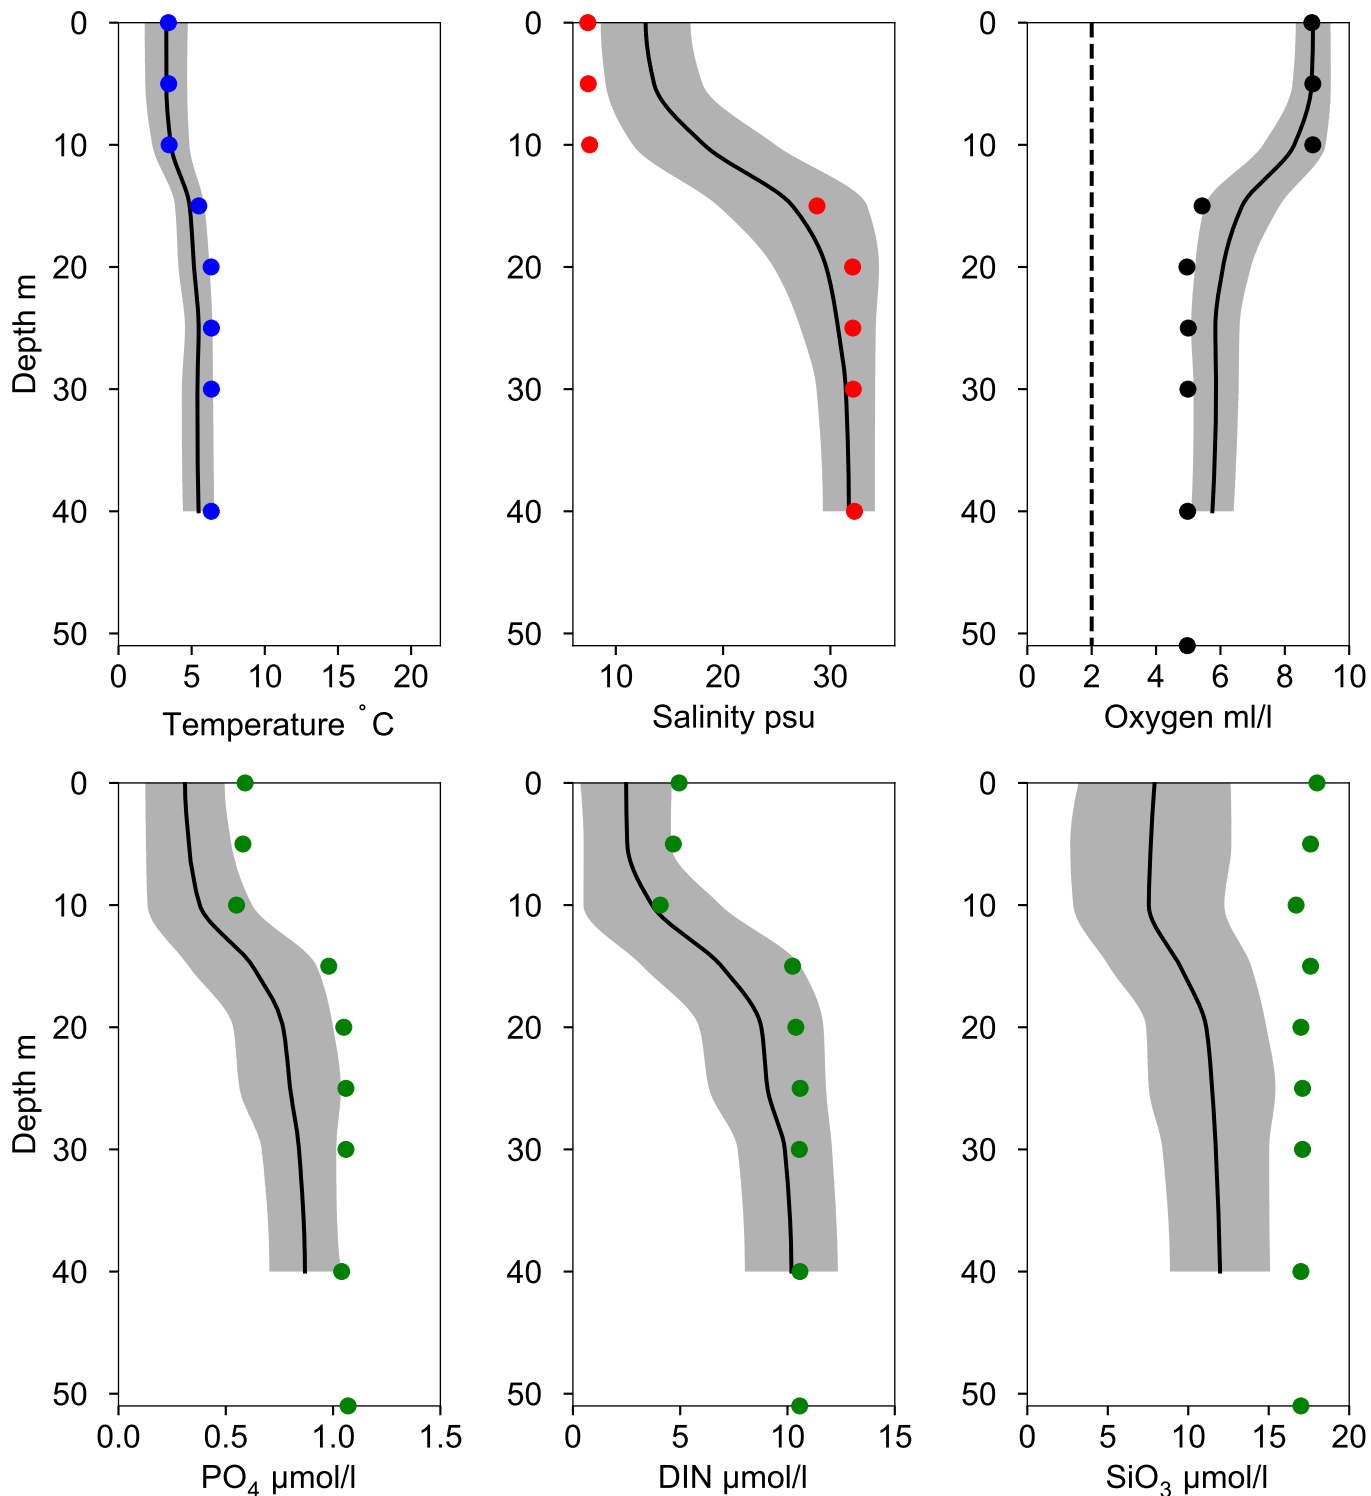 0
10
20
30
40
50
0 5 10 15 20
Temperature ˚C
Depth m
0
10
20
30
40
50
10 20 30
Salinity psu
0
10
20
30
40
50
0 2 4 6 8 10
Oxygen ml/l
0
10
20
30
40
50
0.0 0.5 1.0 1.5
PO₄ µmol/l
Depth m
0
10
20
30
40
50
0 5 10 15
DIN µmol/l
0
10
20
30
40
50
0 5 10 15 20
SiO₃ µmol/l